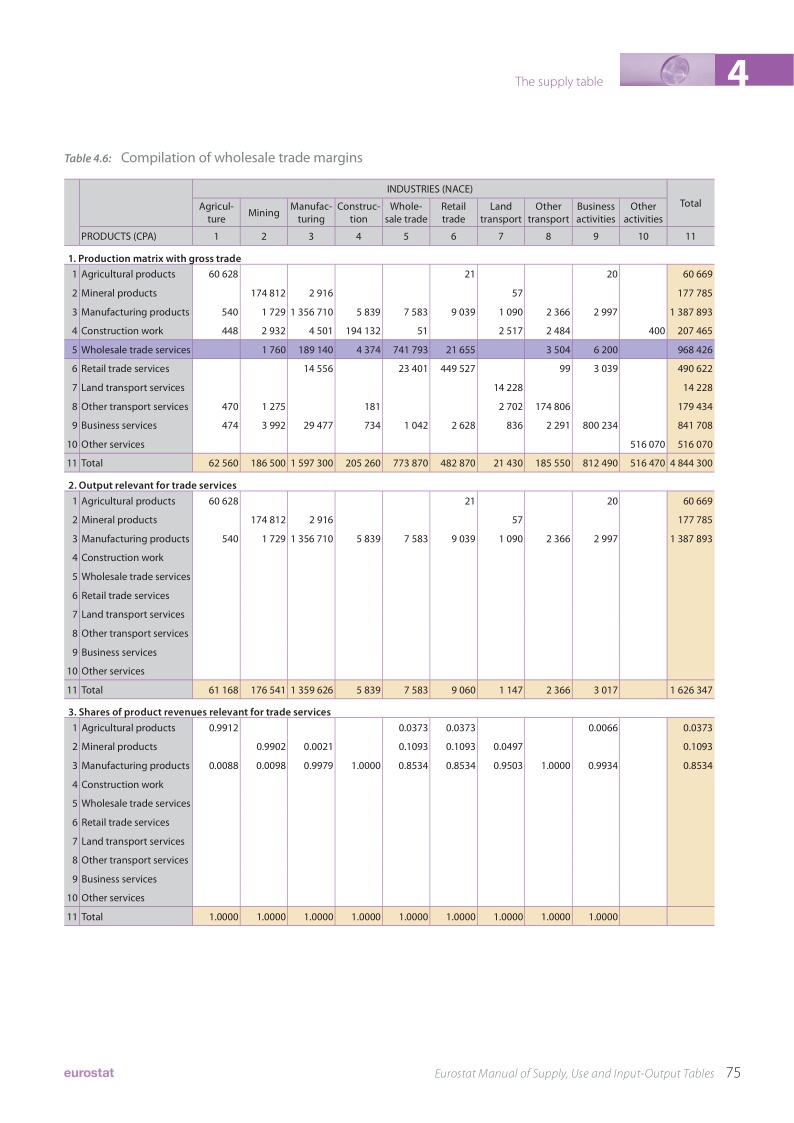 The supply table
4
Table 4.6: Compilation of wholesale trade margins
INDUSTRIES (NACE)
Agricul-ture Mining Manufac-turing Construc-tion Whole-sale trade Retail trade Land transport Other transport Business activities Other activities Total
PRODUCTS (CPA) 1 2 3 4 5 6 7 8 9 10 11
1. Production matrix with gross trade
1 Agricultural products 60 628 21 20 60 669
2 Mineral products 174 812 2 916 57 177 785
3 Manufacturing products 540 1 729 1 356 710 5 839 7 583 9 039 1 090 2 366 2 997 1 387 893
4 Construction work 448 2 932 4 501 194 132 51 2 517 2 484 400 207 465
5 Wholesale trade services 1 760 189 140 4 374 741 793 21 655 3 504 6 200 968 426
6 Retail trade services 14 556 23 401 449 527 99 3 039 490 622
7 Land transport services 14 228 14 228
8 Other transport services 470 1 275 181 2 702 174 806 179 434
9 Business services 474 3 992 29 477 734 1 042 2 628 836 2 291 800 234 841 708
10 Other services 516 070 516 070
11 Total 62 560 186 500 1 597 300 205 260 773 870 482 870 21 430 185 550 812 490 516 470 4 844 300
2. Output relevant for trade services
1 Agricultural products 60 628 21 20 60 669
2 Mineral products 174 812 2 916 57 177 785
3 Manufacturing products 540 1 729 1 356 710 5 839 7 583 9 039 1 090 2 366 2 997 1 387 893
4 Construction work
5 Wholesale trade services
6 Retail trade services
7 Land transport services
8 Other transport services
9 Business services
10 Other services
11 Total 61 168 176 541 1 359 626 5 839 7 583 9 060 1 147 2 366 3 017 1 626 347
3. Shares of product revenues relevant for trade services
1 Agricultural products 0.9912 0.0373 0.0373 0.0066 0.0373
2 Mineral products 0.9902 0.0021 0.1093 0.1093 0.0497 0.1093
3 Manufacturing products 0.0088 0.0098 0.9979 1.0000 0.8534 0.8534 0.9503 1.0000 0.9934 0.8534
4 Construction work
5 Wholesale trade services
6 Retail trade services
7 Land transport services
8 Other transport services
9 Business services
10 Other services
11 Total 1.0000 1.0000 1.0000 1.0000 1.0000 1.0000 1.0000 1.0000 1.0000
eurostat
Eurostat Manual of Supply, Use and Input-Output Tables 75